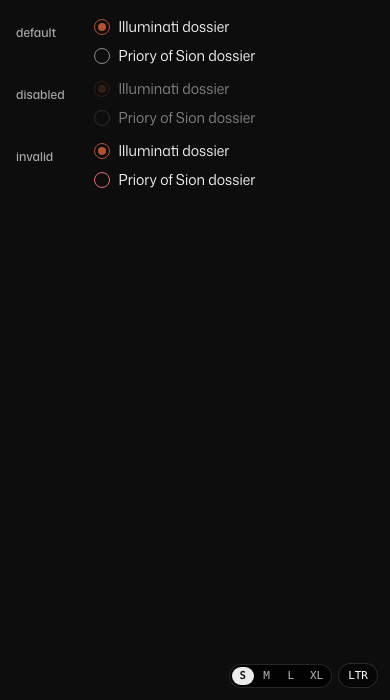 default
Illuminati dossier
Priory of Sion dossier
disabled
Illuminati dossier
Priory of Sion dossier
invalid
Illuminati dossier
Priory of Sion dossier
S M L XL LTR